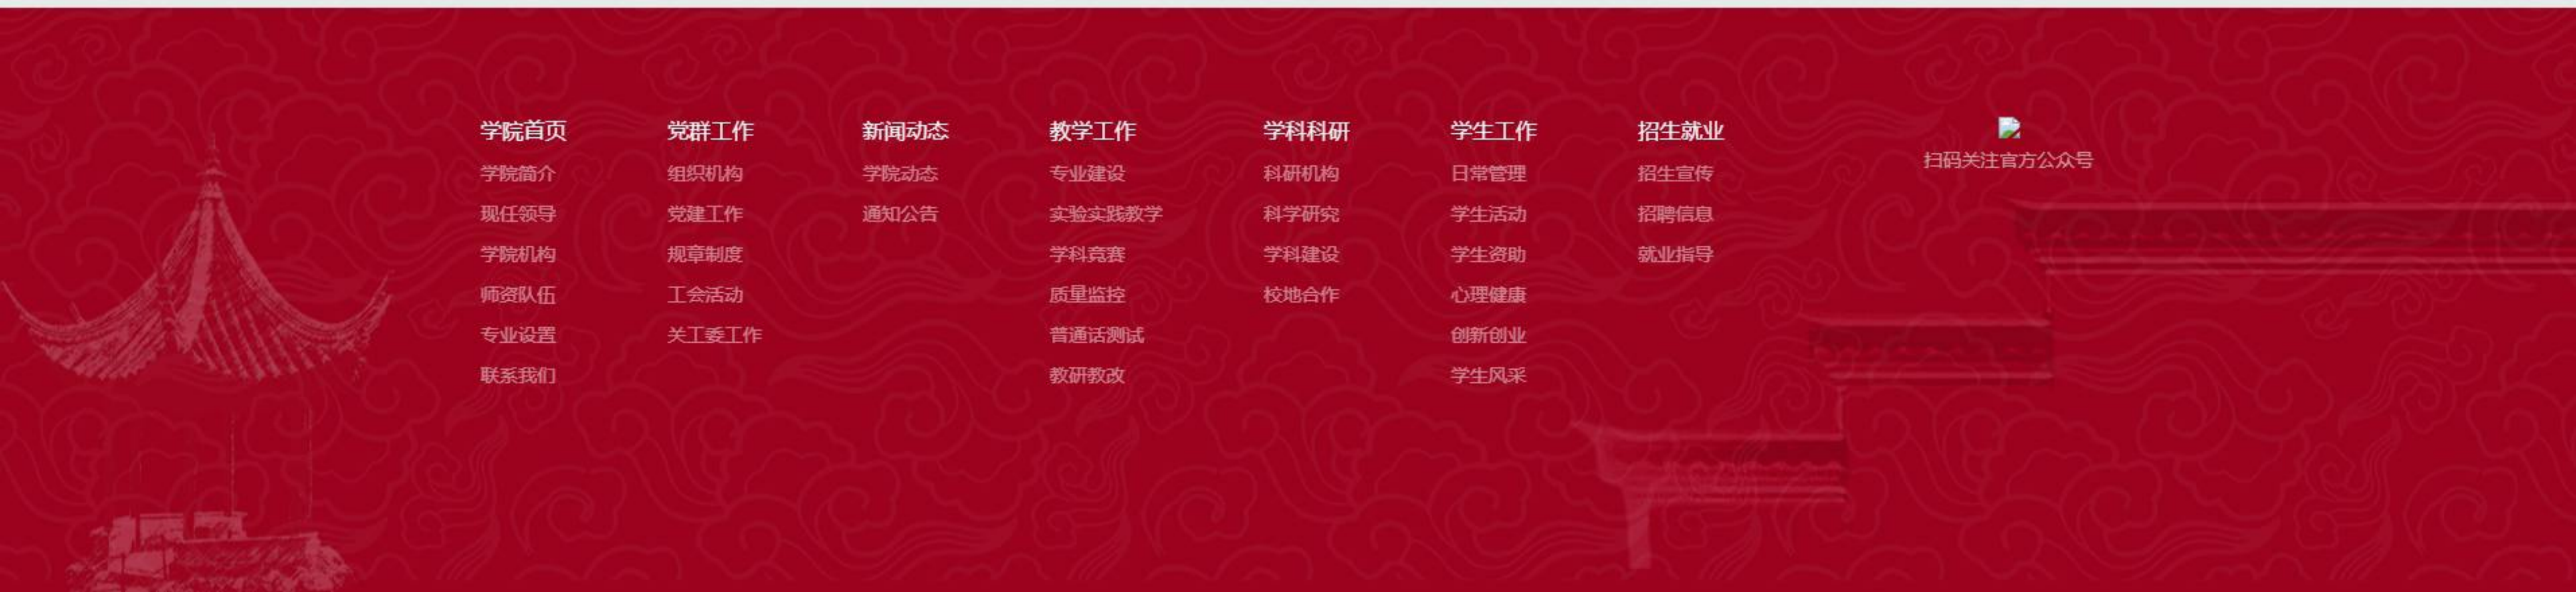 学院首页
学院简介
现任领导
学院机构
师资队伍
专业设置
联系我们
党群工作
组织机构
党建工作
规章制度
工会活动
关工委工作
新闻动态
学院动态
通知公告
教学工作
专业建设
实验实践教学
学科竞赛
质量监控
普通话测试
教研教改
学科科研
科研机构
科学研究
学科建设
校地合作
学生工作
日常管理
学生活动
学生资助
心理健康
创新创业
学生风采
招生就业
招生宣传
招聘信息
就业指导
扫码关注官方公众号